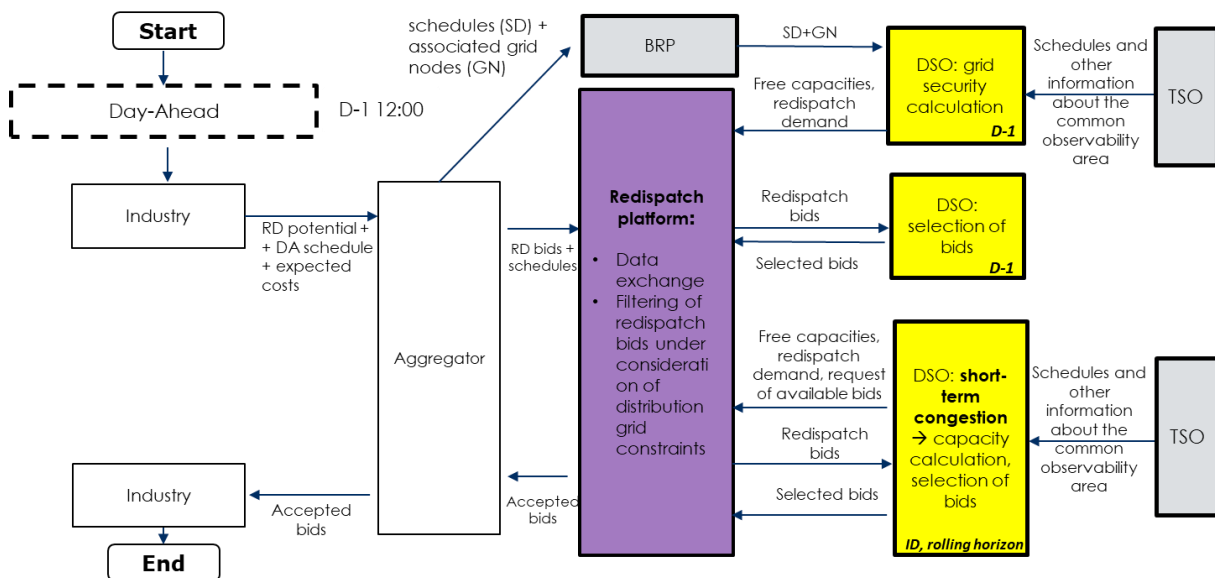 Start
Day-Ahead
D-1 12:00
Industry
RD potential +
+ DA schedule
+ expected
costs
schedules (SD) +
associated grid
nodes (GN)
Aggregator
RD bids +
schedules
BRP
SD+GN
Redispatch
platform:
• Data
exchange
• Filtering of
redispatch
bids under
considerati
on of
distribution
grid
constraints
Free capacities,
redispatch
demand
DSO: grid
security
calculation
D-1
Schedules and
other
information
about the
common
observability
area
TSO
Redispatch
bids
Selected bids
DSO:
selection of
bids
D-1
Free capacities,
redispatch
demand, request
of available bids
Redispatch
bids
Selected bids
DSO: short-
term
congestion
→ capacity
calculation,
selection of
bids
ID, rolling horizon
Schedules and
other
information
about the
common
observability
area
TSO
Accepted
bids
Accepted
bids
Industry
End